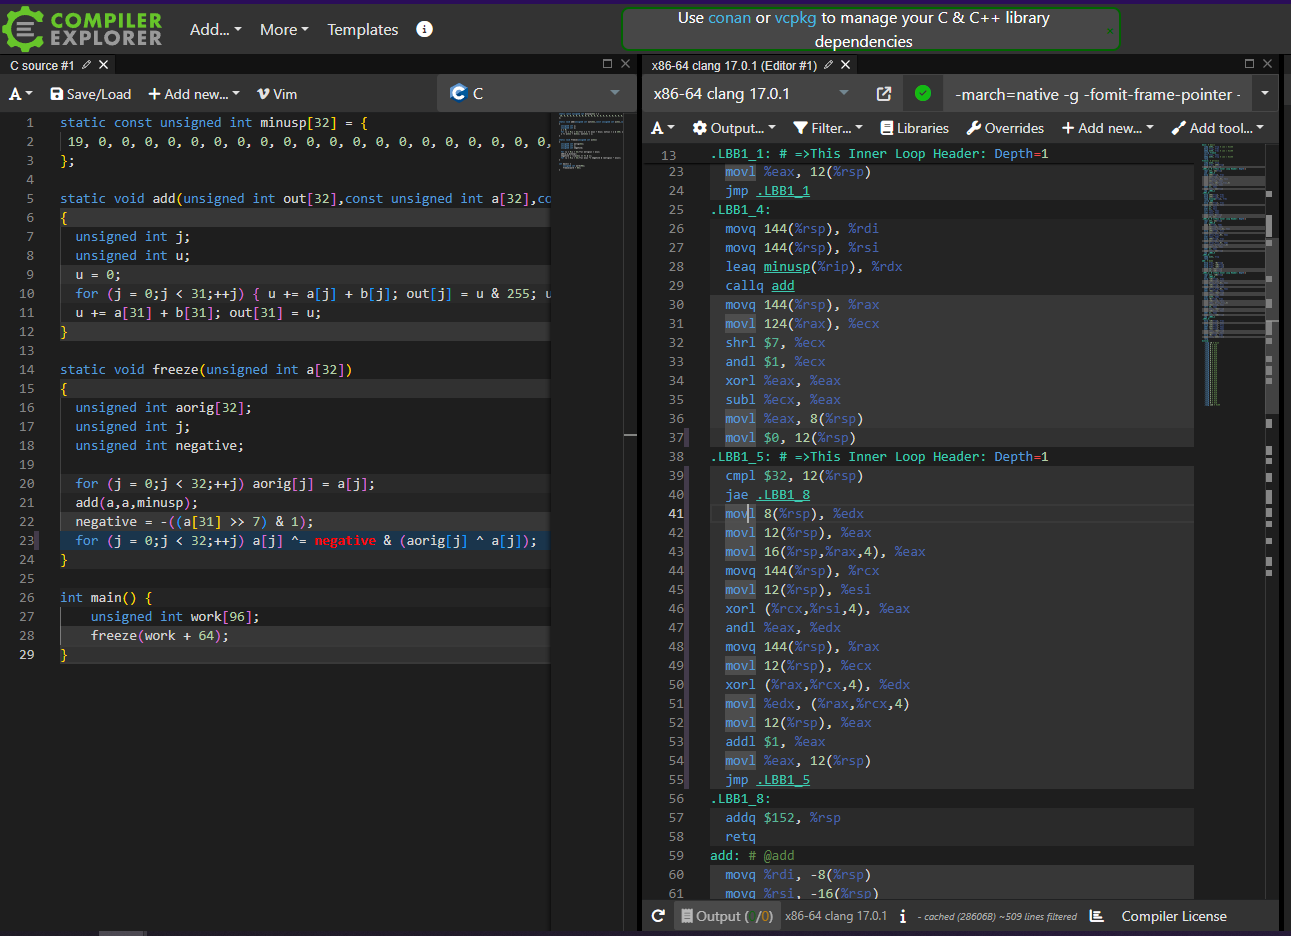 COMPILER
EXPLORER
Add...
More
Templates
Use conan or vcpkg to manage your C & C++ library
dependencies
C source #1
A
Save/Load
Add new...
Vim
C
1 static const unsigned int minusp[32] = {
2 19, 0, 0, 0, 0, 0, 0, 0, 0, 0, 0, 0, 0, 0, 0, 0, 0, 0, 0, 0, 0,
3 };
4
5 static void add(unsigned int out[32],const unsigned int a[32],co
6 {
7 unsigned int j;
8 unsigned int u;
9 u = 0;
10 for (j = 0;j < 31;++j) { u += a[j] + b[j]; out[j] = u & 255; u
11 u += a[31] + b[31]; out[31] = u;
12 }
13
14 static void freeze(unsigned int a[32])
15 {
16 unsigned int aorig[32];
17 unsigned int j;
18 unsigned int negative;
19
20 for (j = 0;j < 32;++j) aorig[j] = a[j];
21 add(a,a,minusp);
22 negative = -((a[31] >> 7) & 1);
23 for (j = 0;j < 32;++j) a[j] ^= negative & (aorig[j] ^ a[j]);
24 }
25
26 int main() {
27 unsigned int work[96];
28 freeze(work + 64);
29 }
x86-64 clang 17.0.1 (Editor #1)
x86-64 clang 17.0.1
-march=native -g -fomit-frame-pointer -
A
Output...
Filter...
Libraries
Overrides
Add new...
Add tool...
13 .LBB1_1: # =>This Inner Loop Header: Depth=1
23 movl %eax, 12(%rsp)
24 jmp .LBB1_1
25 .LBB1_4:
26 movq 144(%rsp), %rdi
27 movq 144(%rsp), %rsi
28 leaq minusp(%rip), %rdx
29 callq add
30 movq 144(%rsp), %rax
31 movl 124(%rax), %ecx
32 shrl $7, %ecx
33 andl $1, %ecx
34 xorl %eax, %eax
35 subl %ecx, %eax
36 movl %eax, 8(%rsp)
37 movl $0, 12(%rsp)
38 .LBB1_5: # =>This Inner Loop Header: Depth=1
39 cmpl $32, 12(%rsp)
40 jae .LBB1_8
41 movl 8(%rsp), %edx
42 movl 12(%rsp), %eax
43 movl 16(%rsp,%rax,4), %eax
44 movq 144(%rsp), %rcx
45 movl 12(%rsp), %esi
46 xorl (%rcx,%rsi,4), %eax
47 andl %eax, %edx
48 movq 144(%rsp), %rax
49 movl 12(%rsp), %ecx
50 xorl (%rax,%rcx,4), %edx
51 movl %edx, (%rax,%rcx,4)
52 movl 12(%rsp), %eax
53 addl $1, %eax
54 movl %eax, 12(%rsp)
55 jmp .LBB1_5
56 .LBB1_8:
57 addq $152, %rsp
58 retq
59 add: # @add
60 movq %rdi, -8(%rsp)
61 movq %rsi, -16(%rsp)
Output ( /0)
x86-64 clang 17.0.1
- cached (28606B) ~509 lines filtered
Compiler License